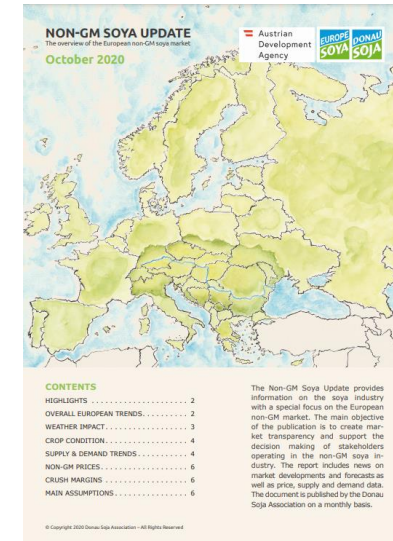 NON-GM SOYA UPDATE
The overview of the European non-GM soya market
October 2020
Austrian
Development
Agency
EUROPE
SOYA
DONAU
SOJA
CONTENTS
HIGHLIGHTS . . . . . . . . . . . . . . . . . . 2
OVERALL EUROPEAN TRENDS. . . . . . . . . 2
WEATHER IMPACT. . . . . . . . . . . . . . . 3
CROP CONDITION. . . . . . . . . . . . . . . 4
SUPPLY & DEMAND TRENDS . . . . . . . . . 4
NON-GM PRICES. . . . . . . . . . . . . . . . 6
CRUSH MARGINS . . . . . . . . . . . . . . . 6
MAIN ASSUMPTIONS. . . . . . . . . . . . . . 6
The Non-GM Soya Update provides
information on the soya industry
with a special focus on the European
non-GM market. The main objective
of the publication is to create mar-
ket transparency and support the
decision making of stakeholders
operating in the non-GM soya in-
dustry. The report includes news on
market developments and forecasts as
well as price, supply and demand data.
The document is published by the Donau
Soja Association on a monthly basis.
© Copyright 2020 Donau Soja Association – All Rights Reserved